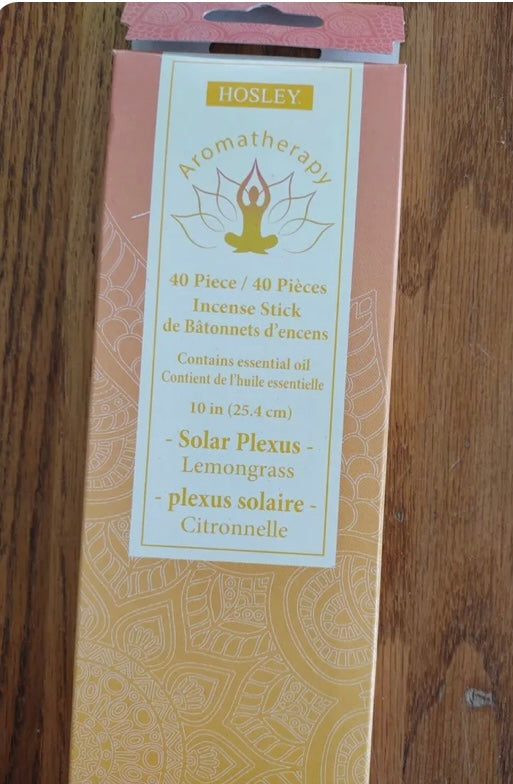 HOSLEY.
Aromatherapy
40 Piece / 40 Pièces
Incense Stick
de Bâtonnets d'encens
Contains essential oil
Contient de l'huile essentielle
10 in (25.4 cm)
- Solar Plexus -
Lemongrass
- plexus solaire -
Citronnelle